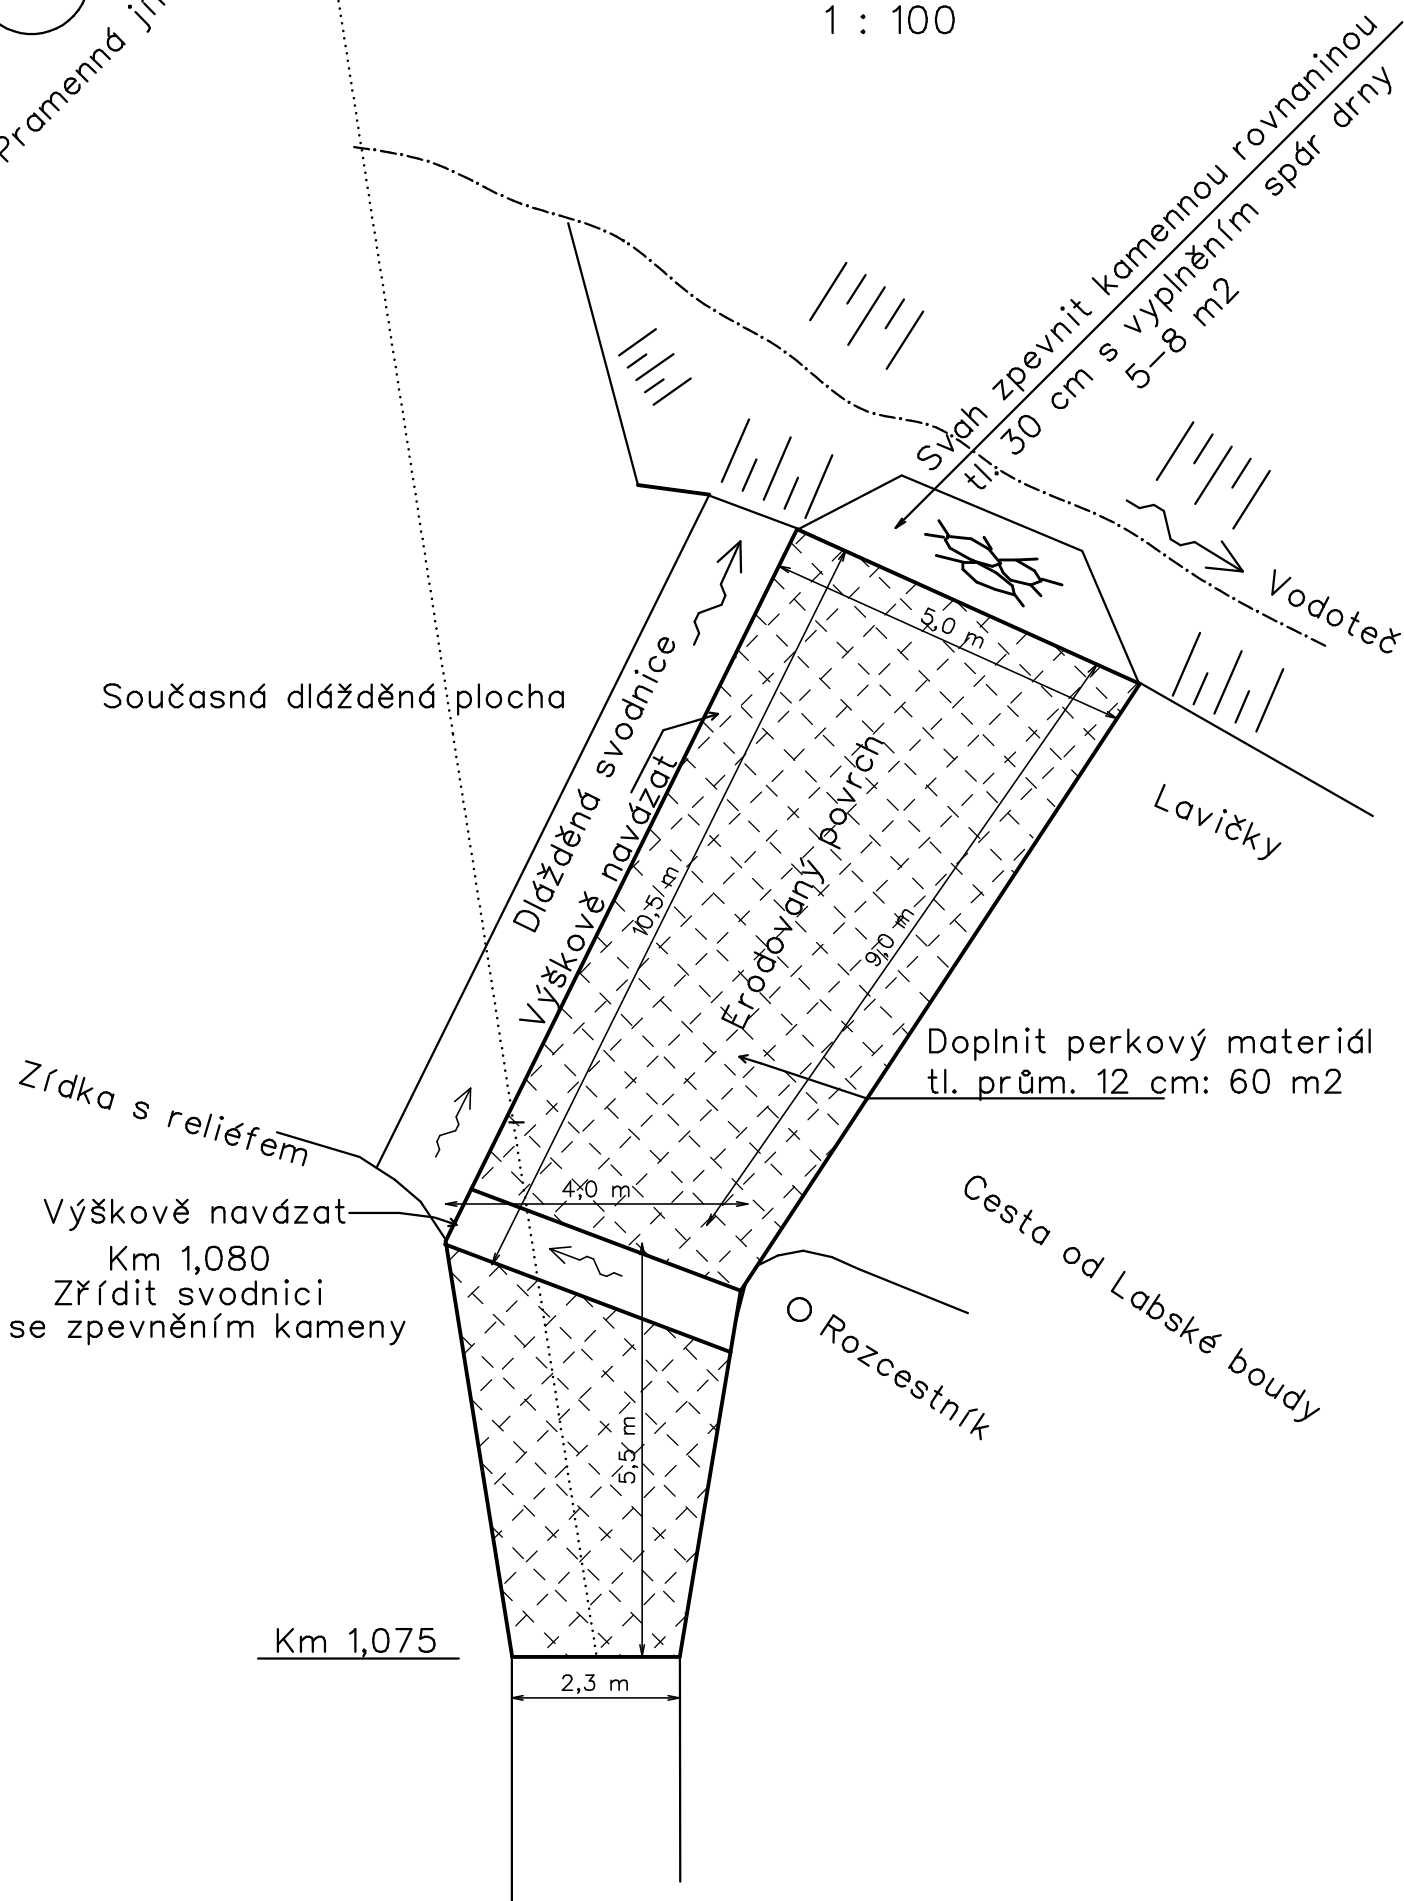 1 : 100
Pramenná
Svah zpevnit kamennou rovnaninou
tl. 30 cm s vyplněním spár drny
5-8 m2
Vodoteč
5,0 m
Současná dlážděná plocha
Dlážděná svodnice
Výškově navázat
Erodovaný povrch
Lavičky
10,5 m
9,0 m
Doplnit perkový materiál
tl. prům. 12 cm: 60 m2
Zídka s reliéfem
4,0 m
Výškově navázat
Km 1,080
Zřídit svodnici
se zpevněním kameny
Cesta od Labské boudy
O Rozcestník
5,5 m
Km 1,075
2,3 m